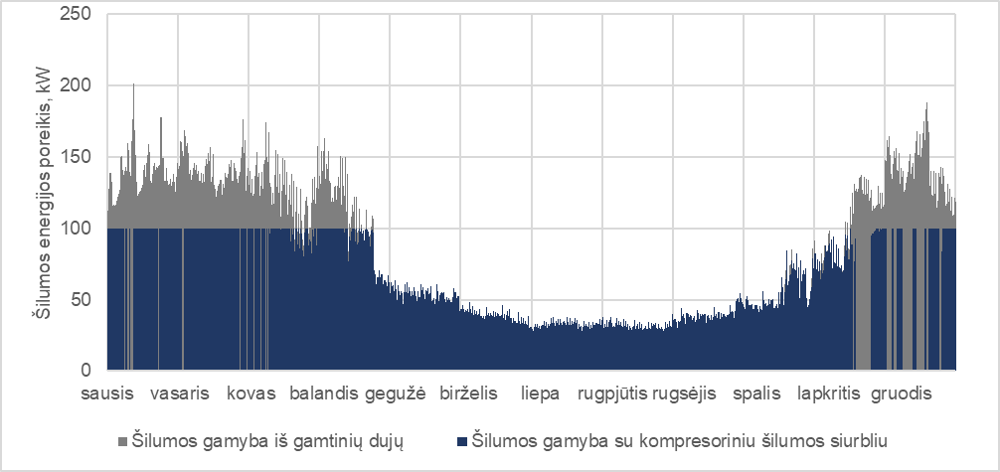 Šilumos energijos poreikis, kW
250
200
150
100
50
0
sausis vasaris kovas balandis gegužė birželis liepa rugpjūtis rugsėjis spalis lapkritis gruodis
Šilumos gamyba iš gamtinių dujų Šilumos gamyba su kompresoriniu šilumos siurbliu